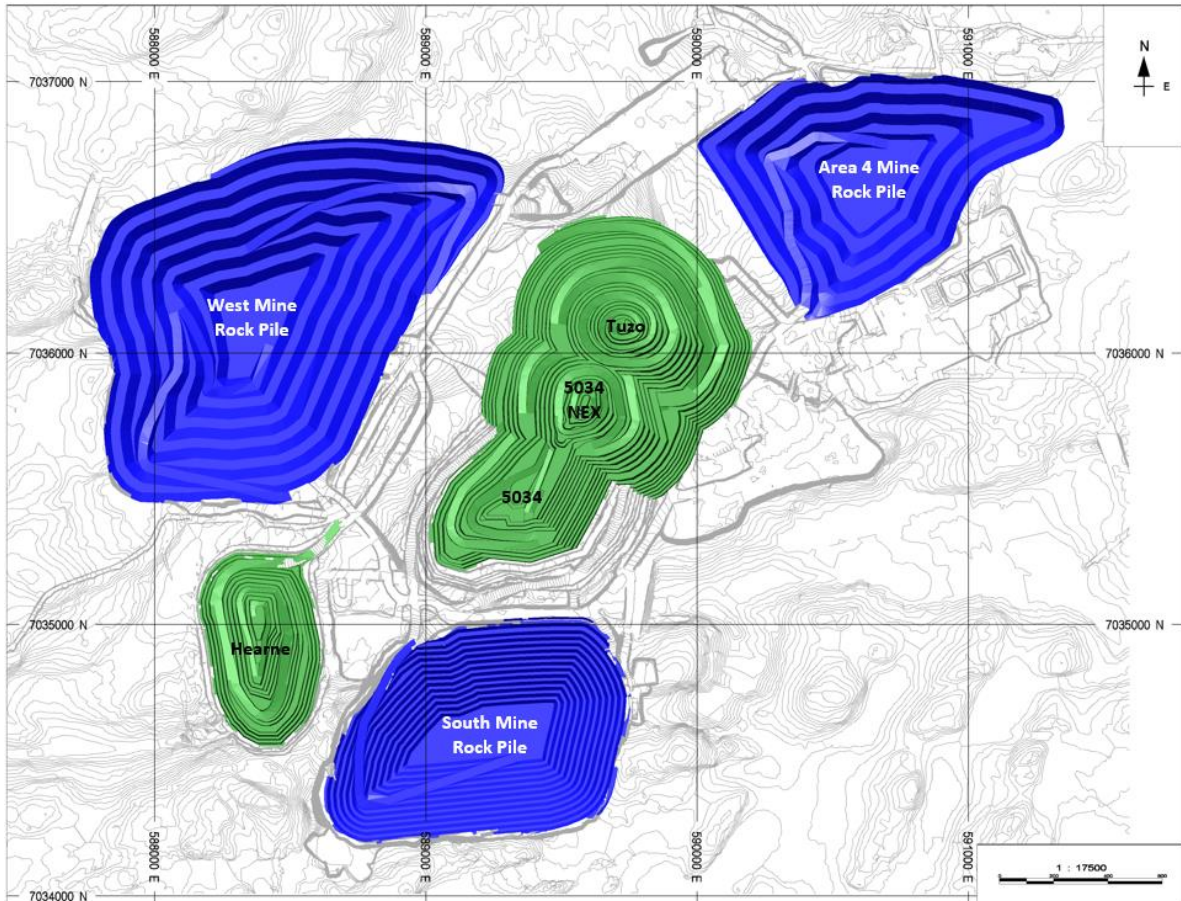 588000 E
589000 E
590000 E
591000 E
N
E
7037000 N
Area 4 Mine
Rock Pile
West Mine
Rock Pile
Tuzo
7036000 N
7036000 N
5034
NEX
5034
7035000 N
7035000 N
Hearne
South Mine
Rock Pile
588000 E
589000 E
590000 E
591000 E
1 : 17500
7034000 N